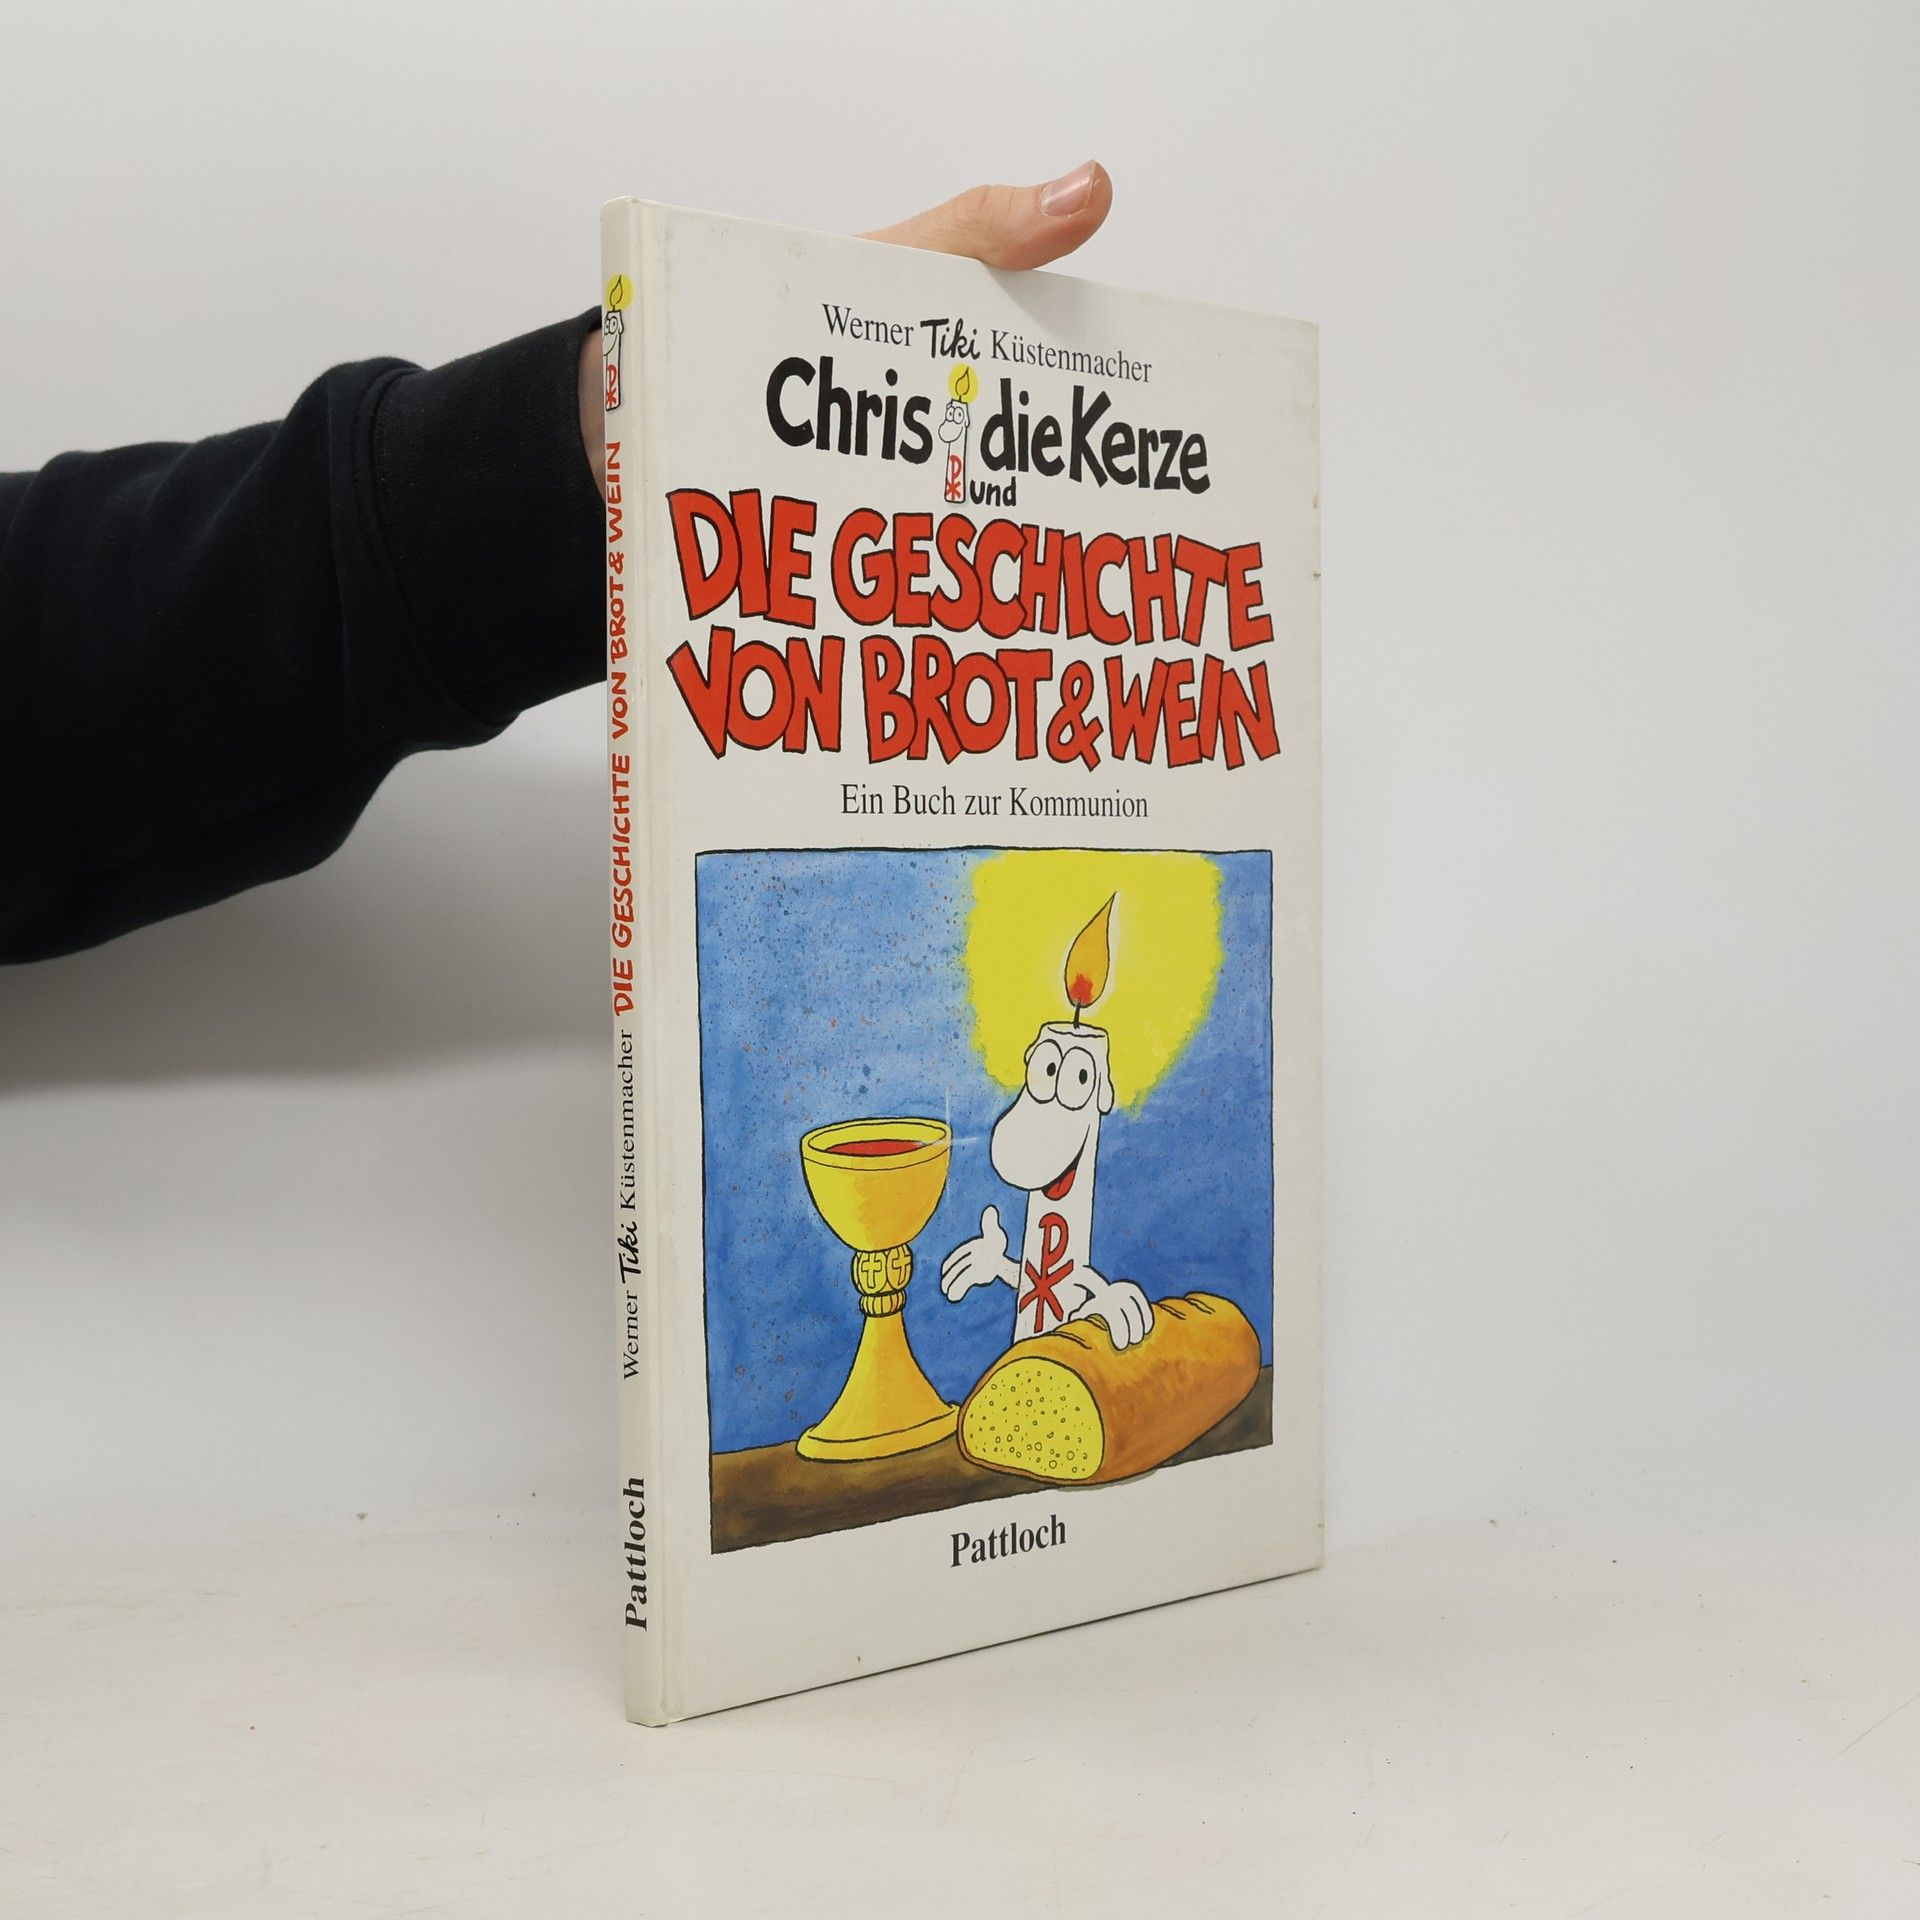 Werner Tiki Küstenmacher
Chris die Kerze
und
DIE GESCHICHTE
VON BROT & WEIN
Ein Buch zur Kommunion
Pattloch
Pattloch Werner Tiki Küstenmacher DIE GESCHICHTE VON BROT & WEIN